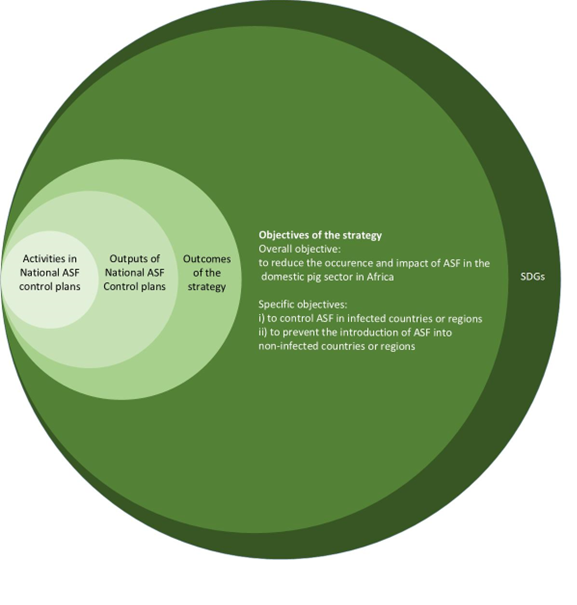 Activities in
National ASF
control plans
Outputs of
National ASF
Control plans
Outcomes
of the
strategy
Objectives of the strategy
Overall objective:
to reduce the occurence and impact of ASF in the
domestic pig sector in Africa
Specific objectives:
i) to control ASF in infected countries or regions
ii) to prevent the introduction of ASF into
non-infected countries or regions
SDGs